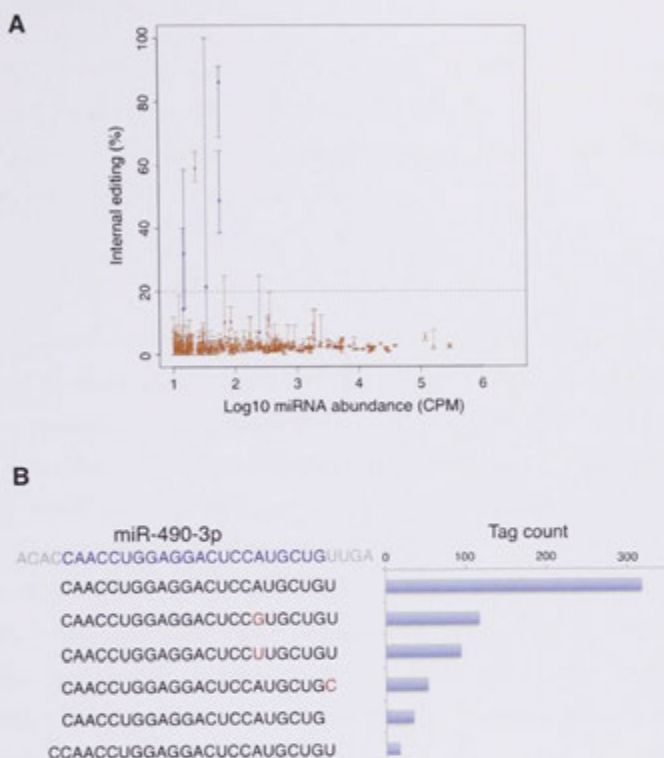 A
Internal editing (%)
100
80
60
40
20
0
1 2 3 4 5 6
Log10 miRNA abundance (CPM)
B
miR-490-3p
Tag count
ACACCAACCUGGAGGACUCCAUGCUGUUGA
0 100 200 300
CAACCUGGAGGACUCCAUGCUGU
CAACCUGGAGGACUCCGUGCUGU
CAACCUGGAGGACUCCUUGCUGU
CAACCUGGAGGACUCCAUGCUGC
CAACCUGGAGGACUCCAUGCUG
CCAACCUGGAGGACUCCAUGCUGU